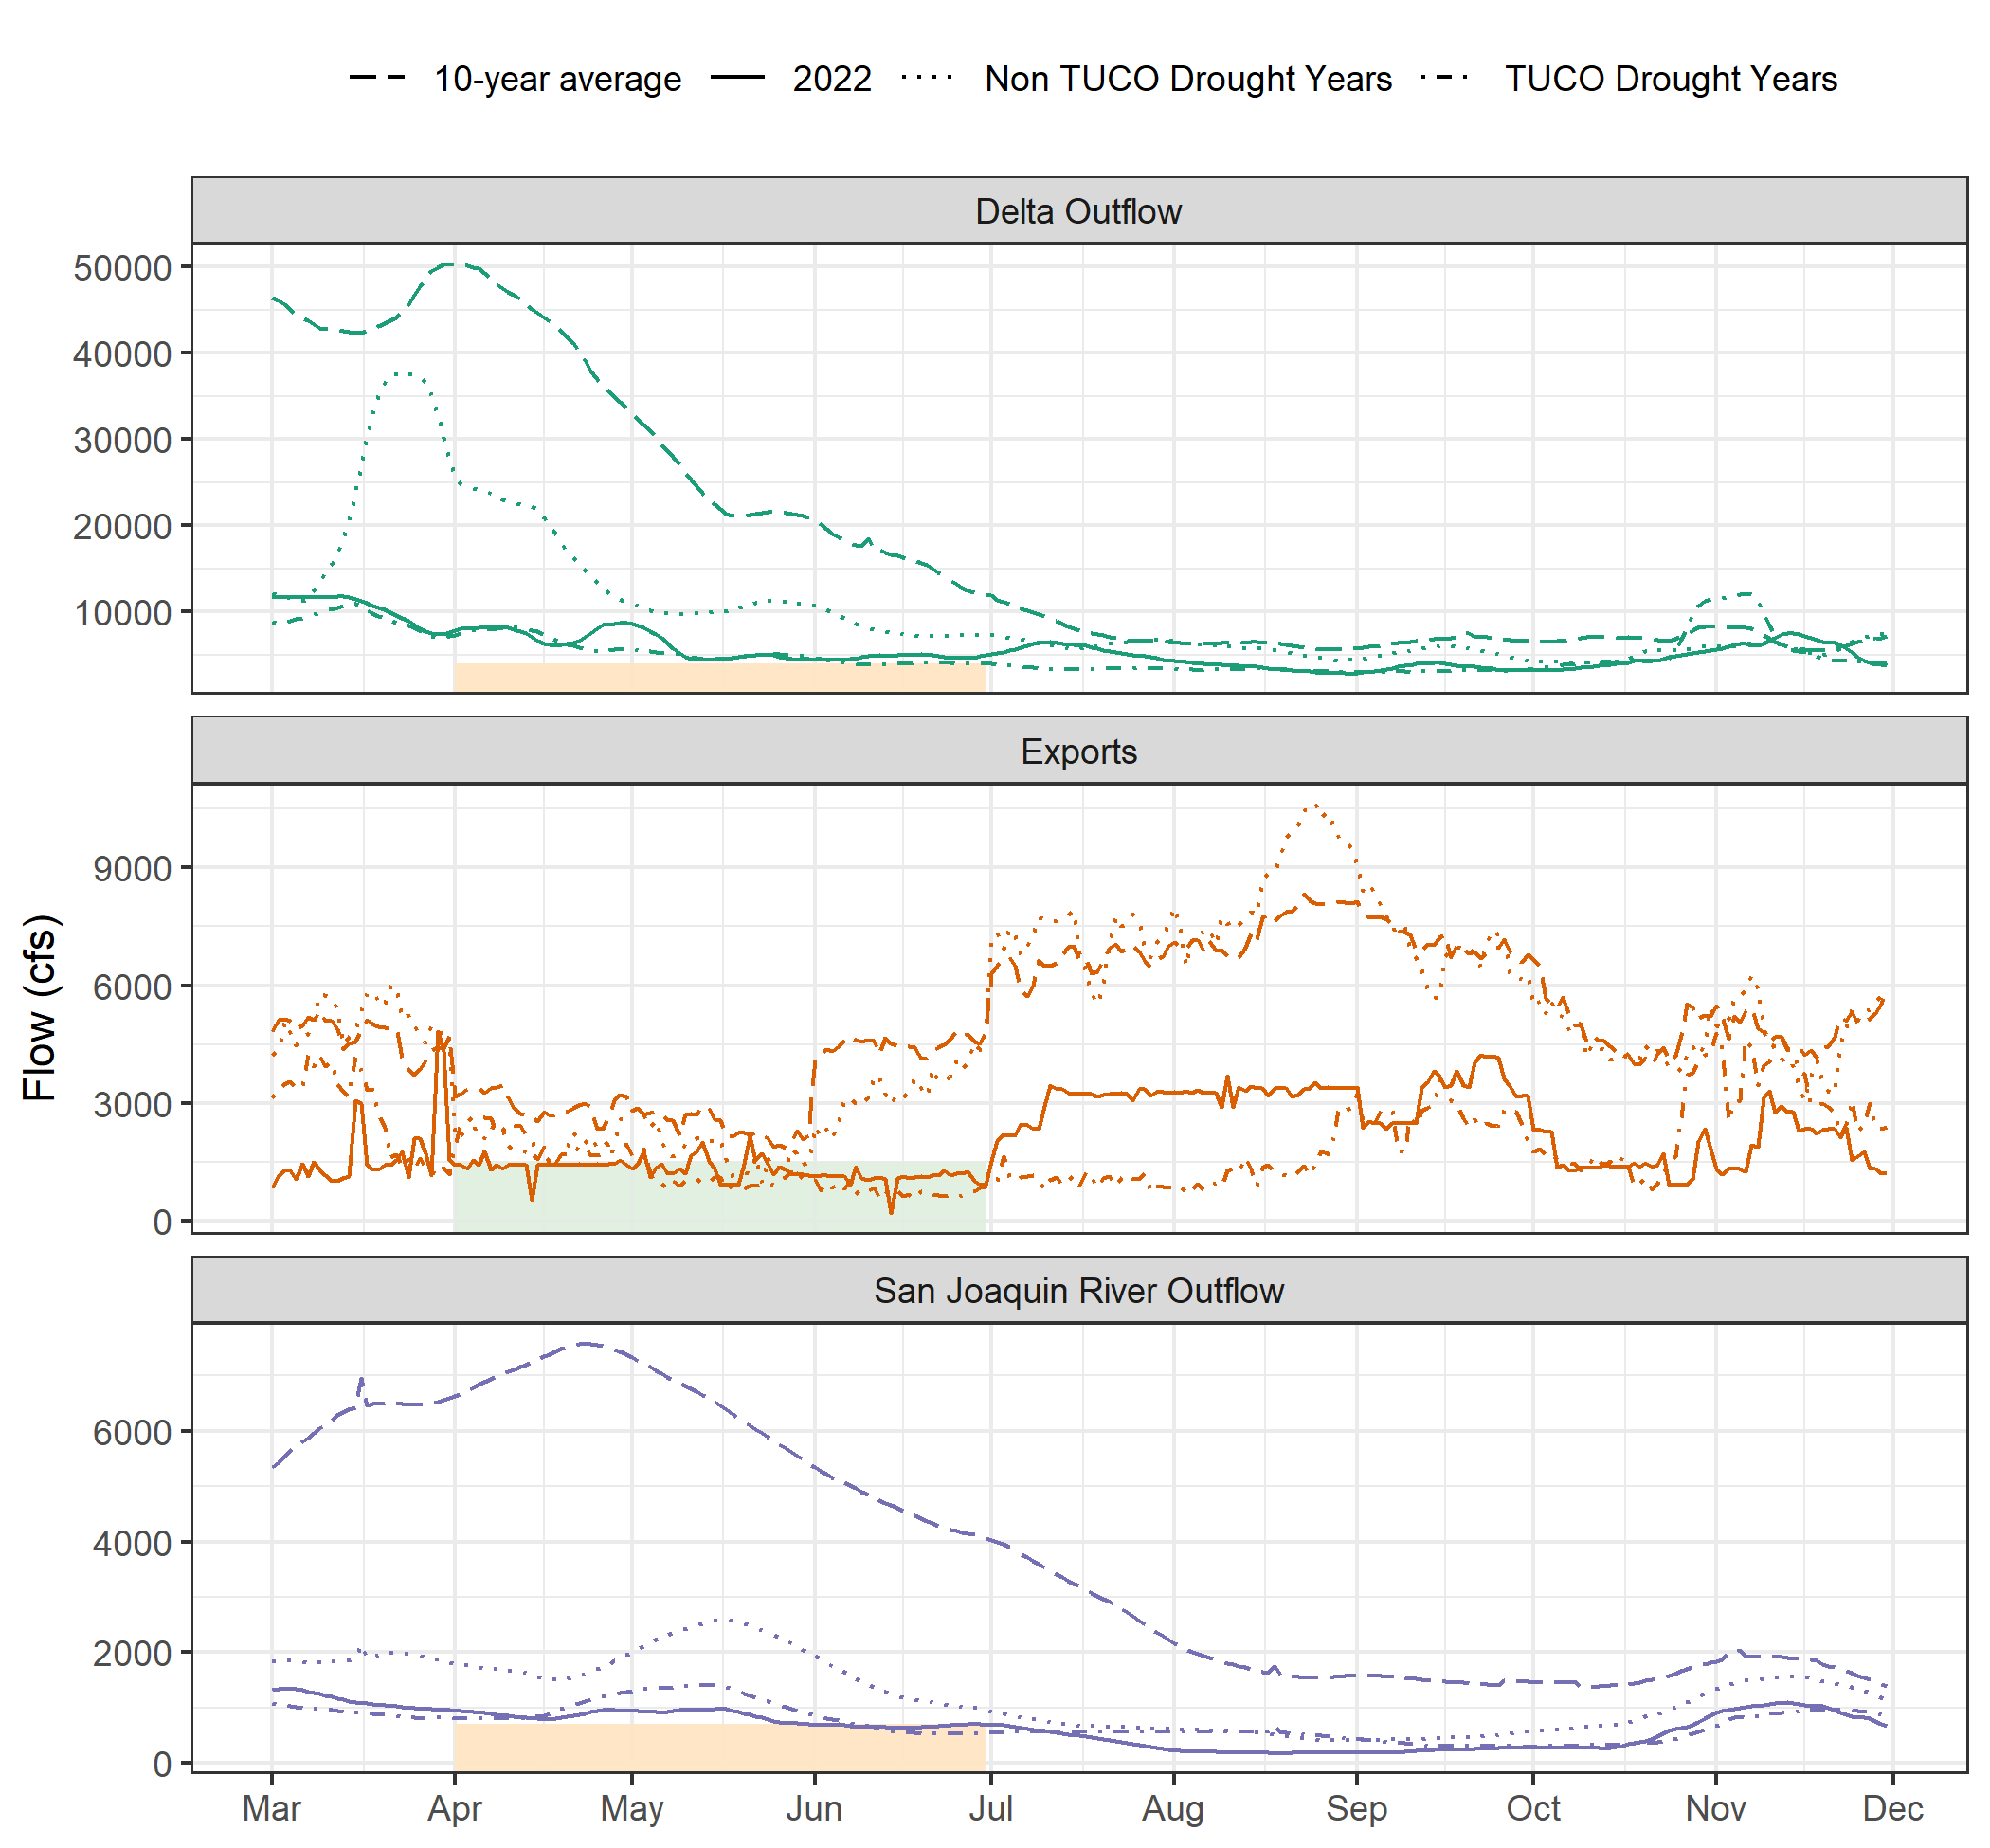 10-year average 2022 Non TUCO Drought Years TUCO Drought Years
Delta Outflow
50000
40000
30000
20000
10000
Exports
9000
6000
3000
0
Flow (cfs)
San Joaquin River Outflow
6000
4000
2000
0
Mar Apr May Jun Jul Aug Sep Oct Nov Dec